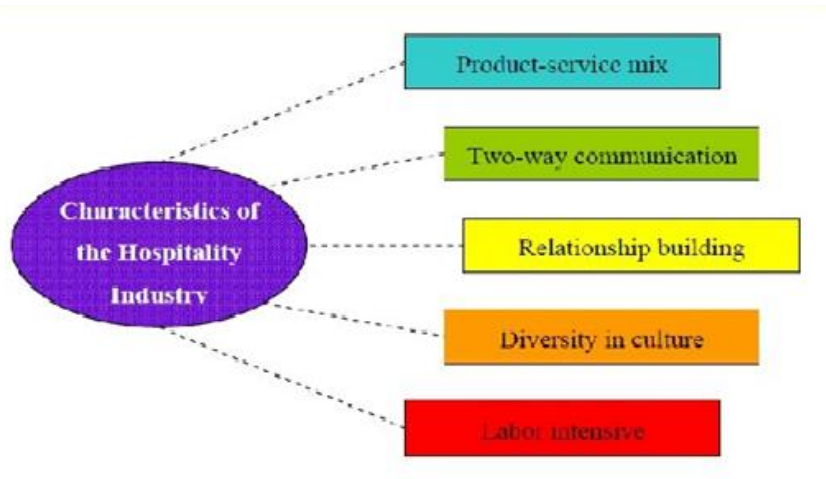 Product-service mix
Two-way communication
Characteristics of
the Hospitality
Industry
Relationship building
Diversity in culture
Labor intensive